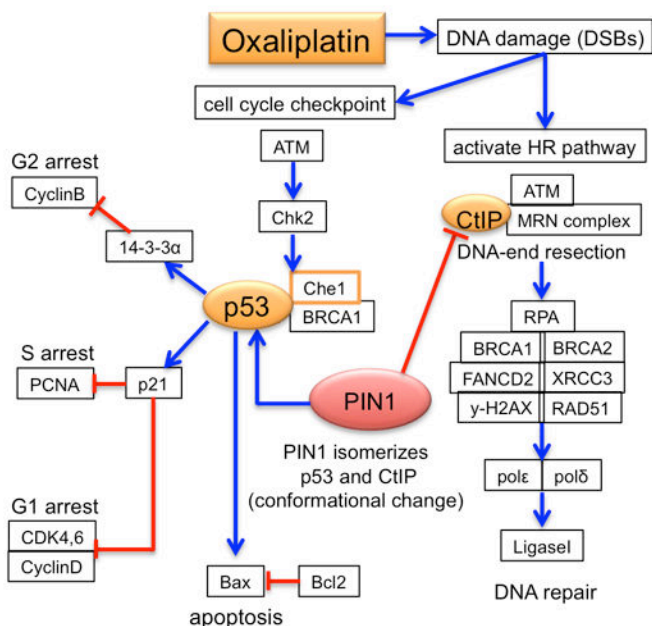 Oxaliplatin
DNA damage (DSBs)
cell cycle checkpoint
activate HR pathway
ATM
Chk2
G2 arrest
CyclinB
14-3-3α
p53
Che1
BRCA1
S arrest
PCNA
p21
G1 arrest
CDK4,6
CyclinD
PIN1
PIN1 isomerizes
p53 and CtIP
(conformational change)
Bax
Bcl2
apoptosis
ATM
CtIP
MRN complex
DNA-end resection
RPA
BRCA1 BRCA2
FANCD2 XRCC3
y-H2AX RAD51
polε polδ
LigaseI
DNA repair